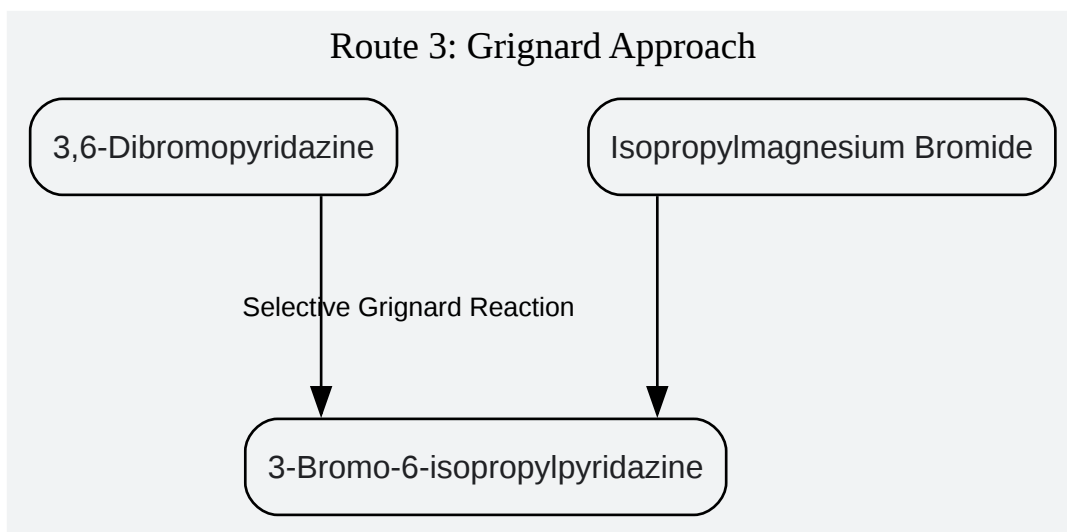 Route 3: Grignard Approach
3,6-Dibromopyridazine
Isopropylmagnesium Bromide
Selective Grignard Reaction
3-Bromo-6-isopropylpyridazine